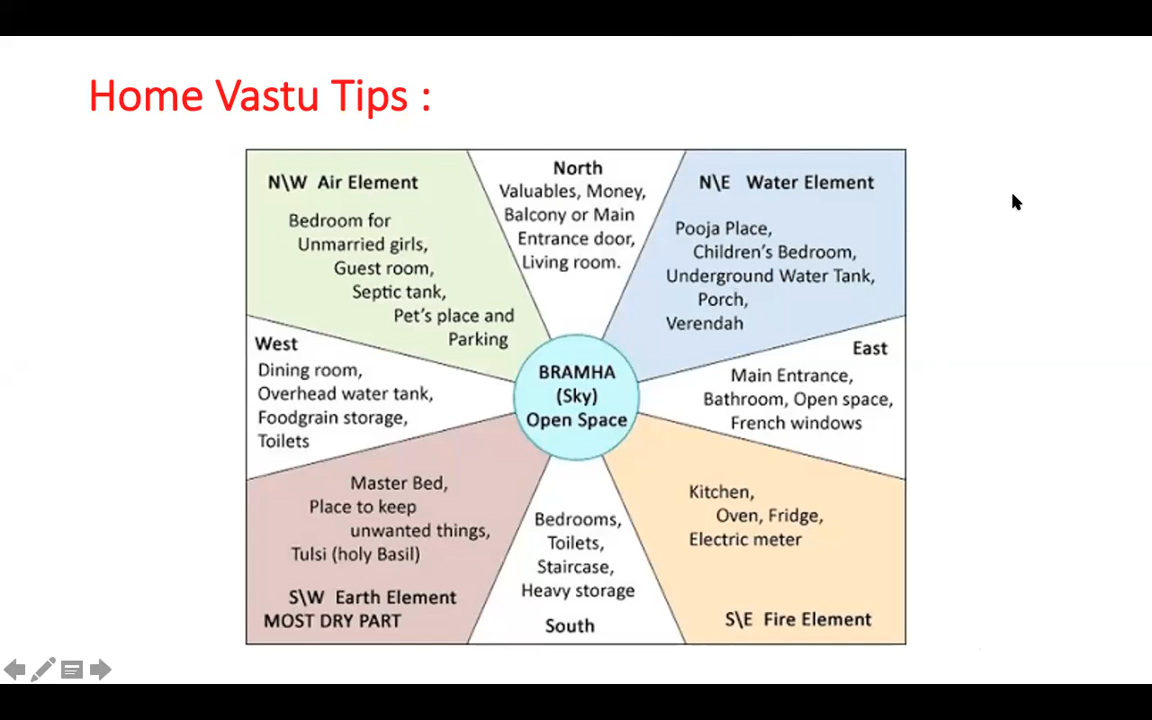 Home Vastu Tips :
N\W Air Element
Bedroom for
Unmarried girls,
Guest room,
Septic tank,
Pet's place and
Parking
North
Valuables, Money,
Balcony or Main
Entrance door,
Living room.
N\E Water Element
Pooja Place,
Children's Bedroom,
Underground Water Tank,
Porch,
Verendah
West
Dining room,
Overhead water tank,
Foodgrain storage,
Toilets
BRAMHA
(Sky)
Open Space
East
Main Entrance,
Bathroom, Open space,
French windows
Master Bed,
Place to keep
unwanted things,
Tulsi (holy Basil)
S\W Earth Element
MOST DRY PART
Bedrooms,
Toilets,
Staircase,
Heavy storage
South
Kitchen,
Oven, Fridge,
Electric meter
S\E Fire Element